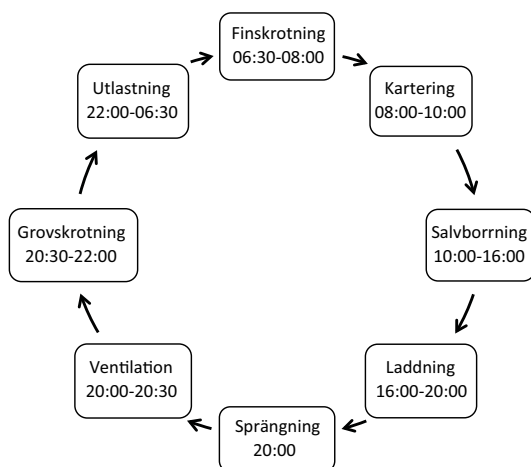 Finskrotning
06:30-08:00
Kartering
08:00-10:00
Salvborrning
10:00-16:00
Laddning
16:00-20:00
Sprängning
20:00
Ventilation
20:00-20:30
Grovskrotning
20:30-22:00
Utlastning
22:00-06:30